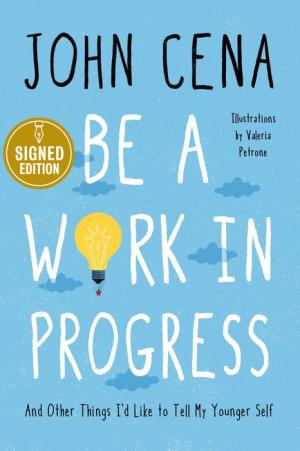 JOHN CENA
Illustrations
by Valeria
Petrone
SIGNED
EDITION
BE A
WORK IN
PROGRESS
And Other Things I'd Like to Tell My Younger Self